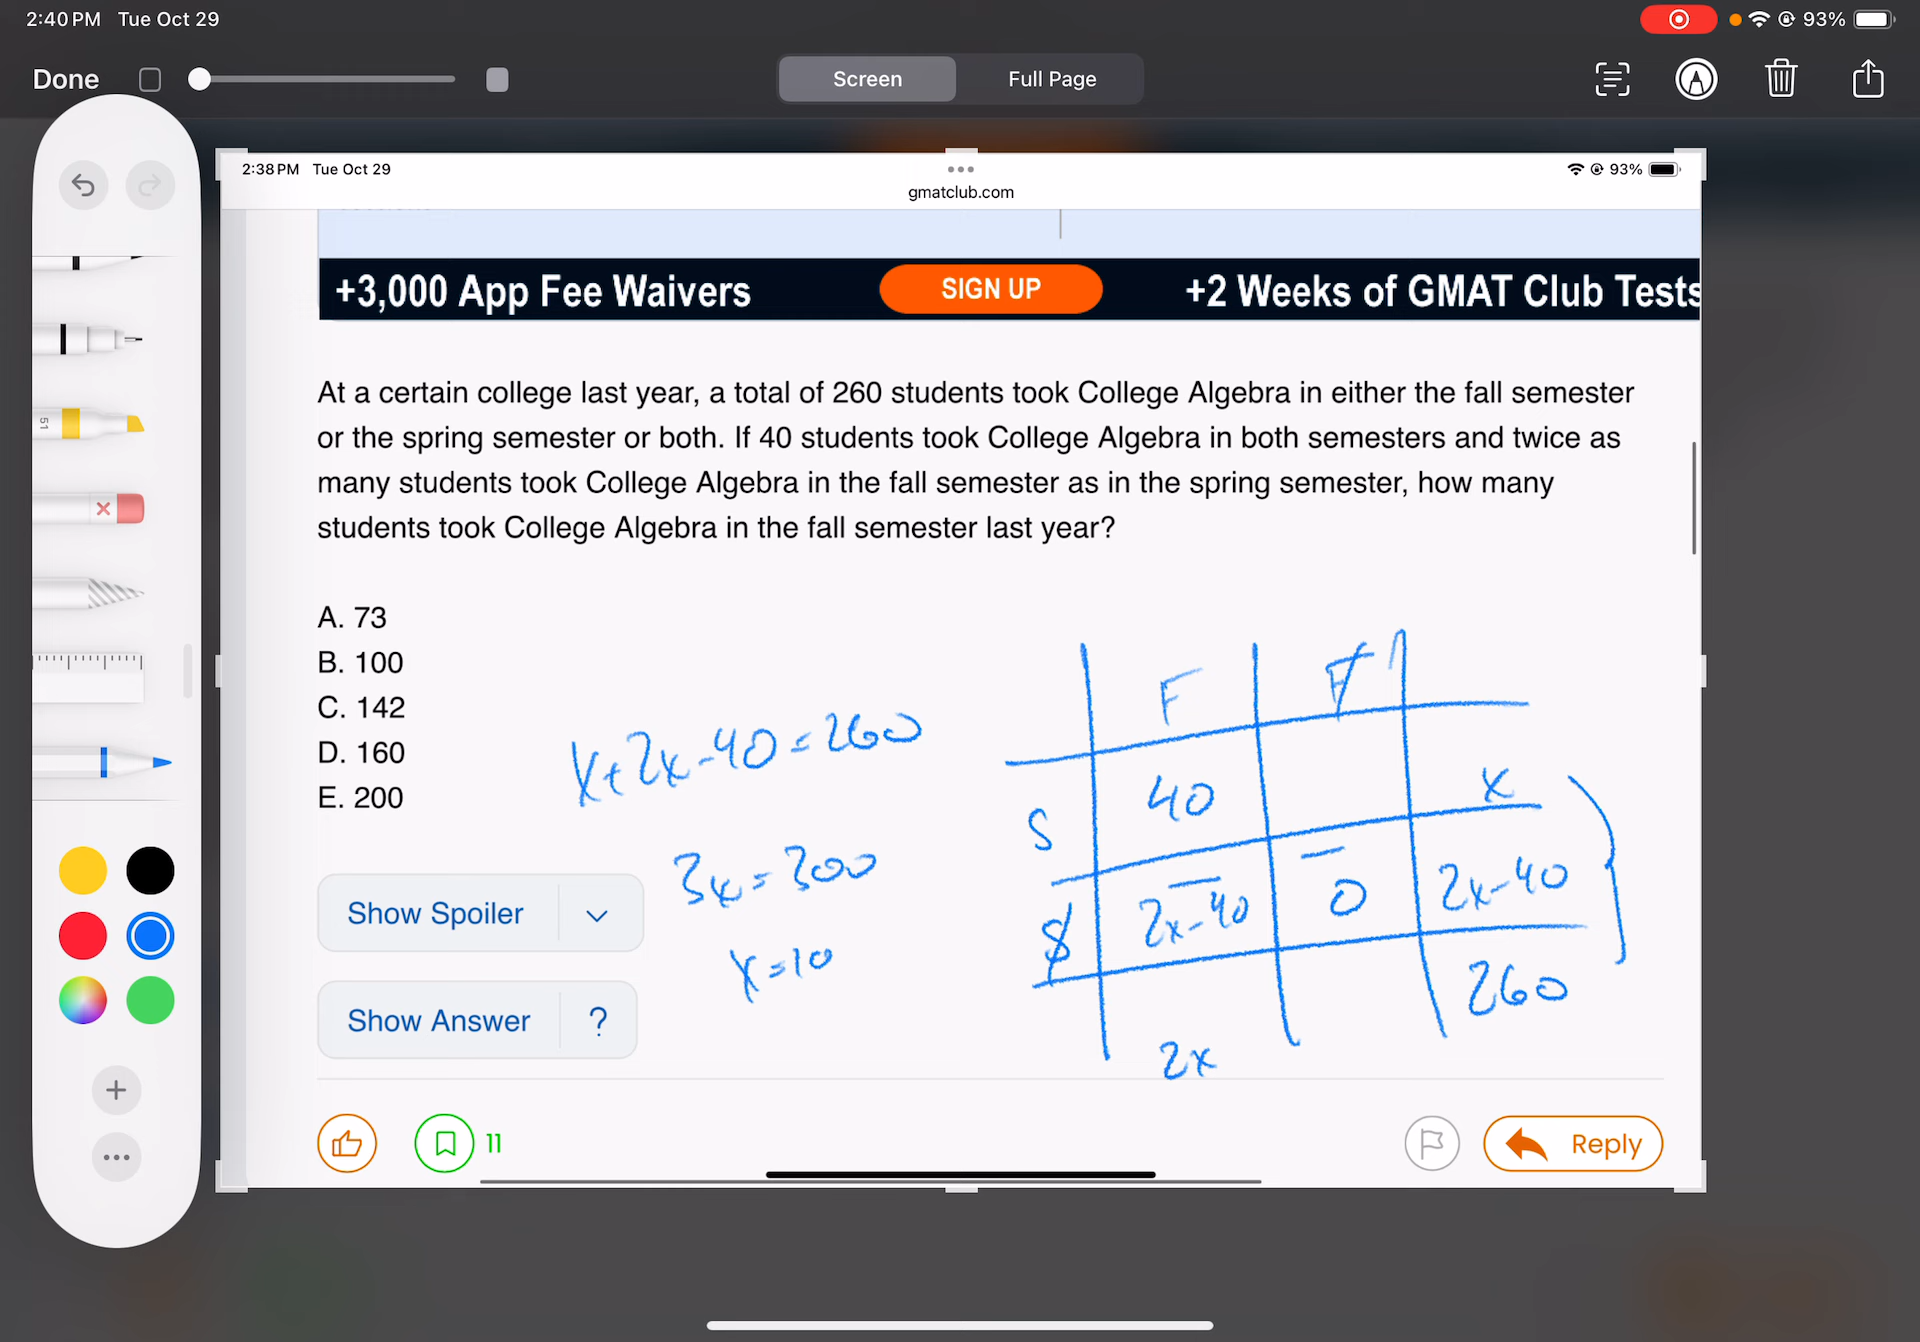 2:40 PM Tue Oct 29
93%
Done
Screen
Full Page
2:38 PM Tue Oct 29
93%
gmatclub.com
+3,000 App Fee Waivers
SIGN UP
+2 Weeks of GMAT Club Tests
At a certain college last year, a total of 260 students took College Algebra in either the fall semester
or the spring semester or both. If 40 students took College Algebra in both semesters and twice as
many students took College Algebra in the fall semester as in the spring semester, how many
students took College Algebra in the fall semester last year?
A. 73
B. 100
C. 142
D. 160
E. 200
x+2x-40=260
3x=300
x=10
F F
S 40 x
S 2x-40 0 2x-40
260
2x
Show Spoiler
Show Answer ?
11
Reply
51